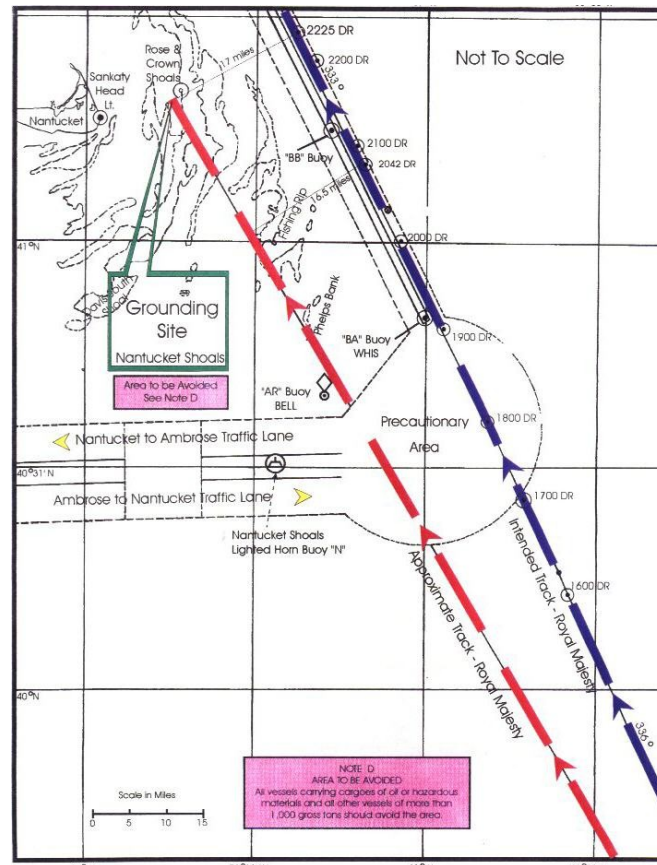 2225 DR
Rose &
Crown
Shoals
17 miles
2200 DR
Not To Scale
333°
Sankaty
Head
Lt.
Nantucket
"BB" Buoy
2100 DR
2042 DR
16.5 miles
Fishing Rip
41°N
2000 DR
Grounding
Site
Nantucket Shoals
Phelps Bank
"BA" Buoy
WHIS
1900 DR
Area to be Avoided
See Note D
"AR" Buoy
BELL
Precautionary
Area
1800 DR
Nantucket to Ambrose Traffic Lane
40°31' N
Ambrose to Nantucket Traffic Lane
1700 DR
Nantucket Shoals
Lighted Horn Buoy "N"
Approximate Track - Royal Majesty
Intended Track - Royal Majesty
1600 DR
40°N
336°
NOTE D
AREA TO BE AVOIDED
All vessels carrying cargoes of oil or hazardous
materials and all other vessels of more than
1,000 gross tons should avoid the area.
Scale in Miles
0 5 10 15